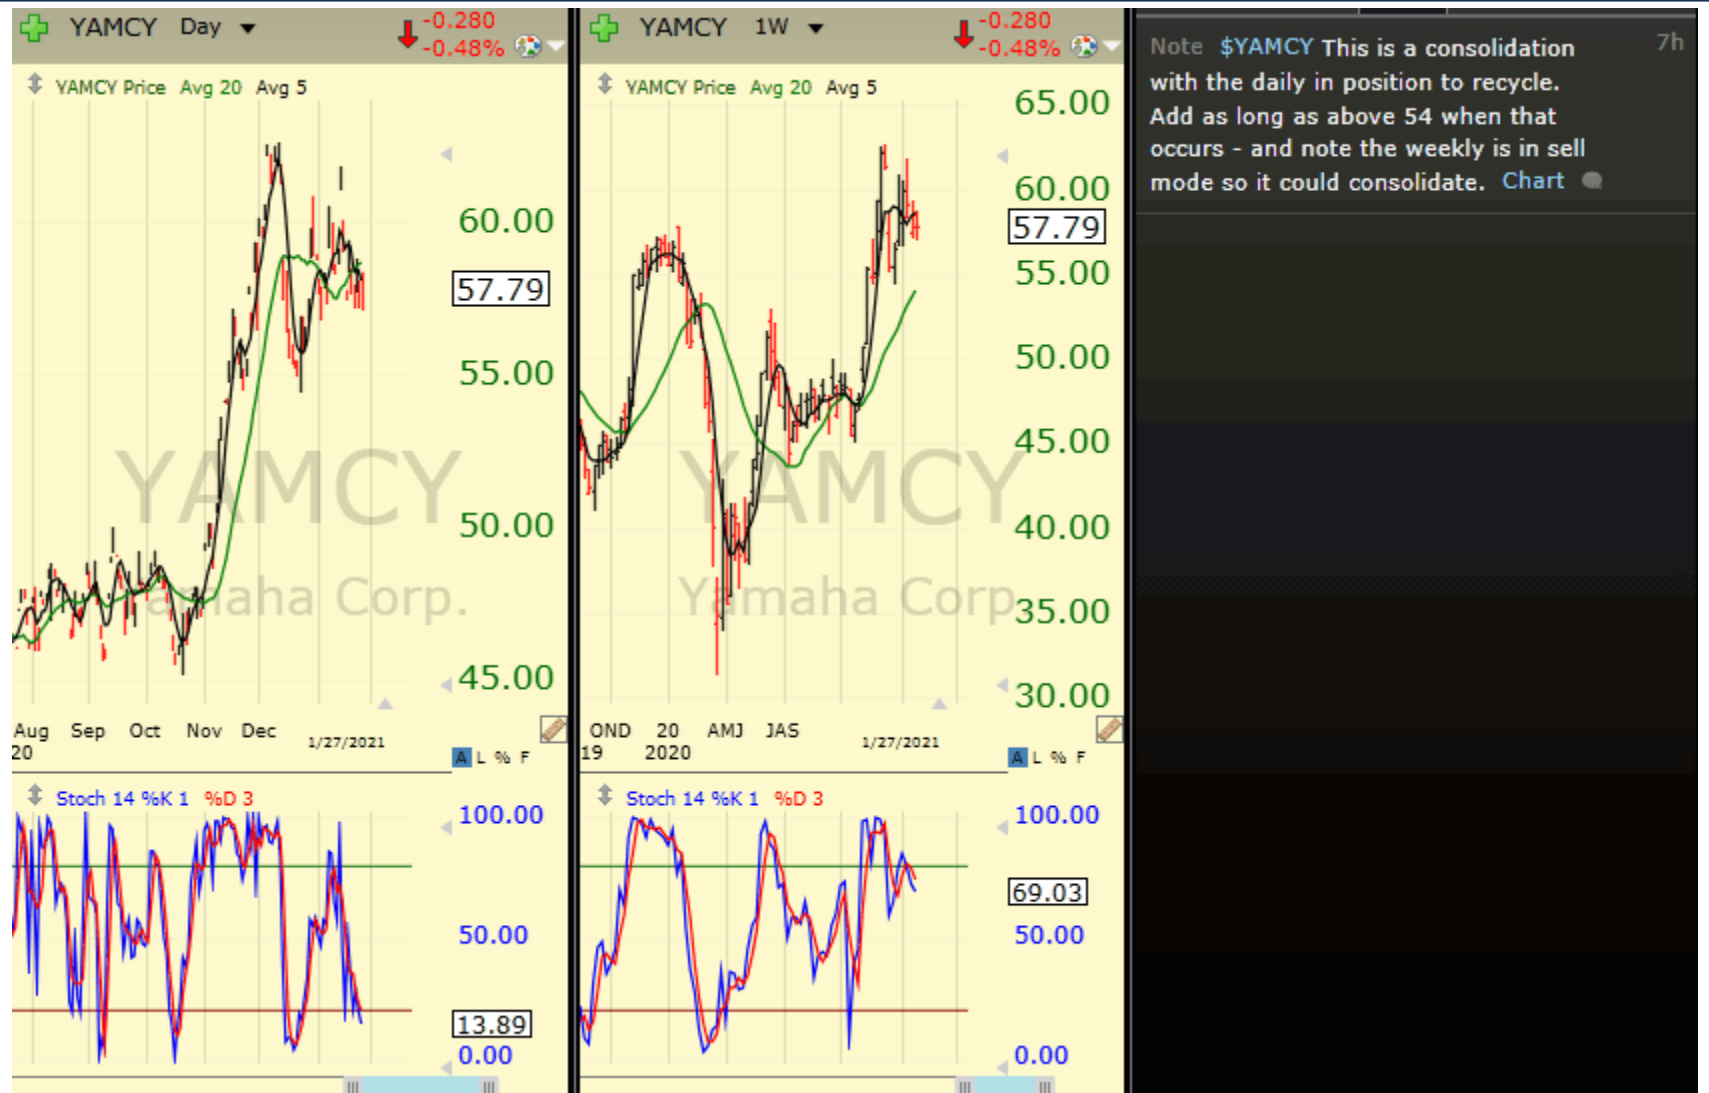 YAMCY Day
-0.280
-0.48%
YAMCY Price Avg 20 Avg 5
60.00
57.79
55.00
50.00
45.00
YAMCY
Yamaha Corp.
Aug Sep Oct Nov Dec 1/27/2021
20
A L % F
Stoch 14 %K 1 %D 3
100.00
50.00
13.89
0.00
YAMCY 1W
-0.280
-0.48%
YAMCY Price Avg 20 Avg 5
65.00
60.00
57.79
55.00
50.00
45.00
40.00
35.00
30.00
YAMCY
Yamaha Corp.
OND 20 AMJ JAS 1/27/2021
19 2020
A L % F
Stoch 14 %K 1 %D 3
100.00
69.03
50.00
0.00
Note $YAMCY This is a consolidation 7h
with the daily in position to recycle.
Add as long as above 54 when that
occurs - and note the weekly is in sell
mode so it could consolidate. Chart